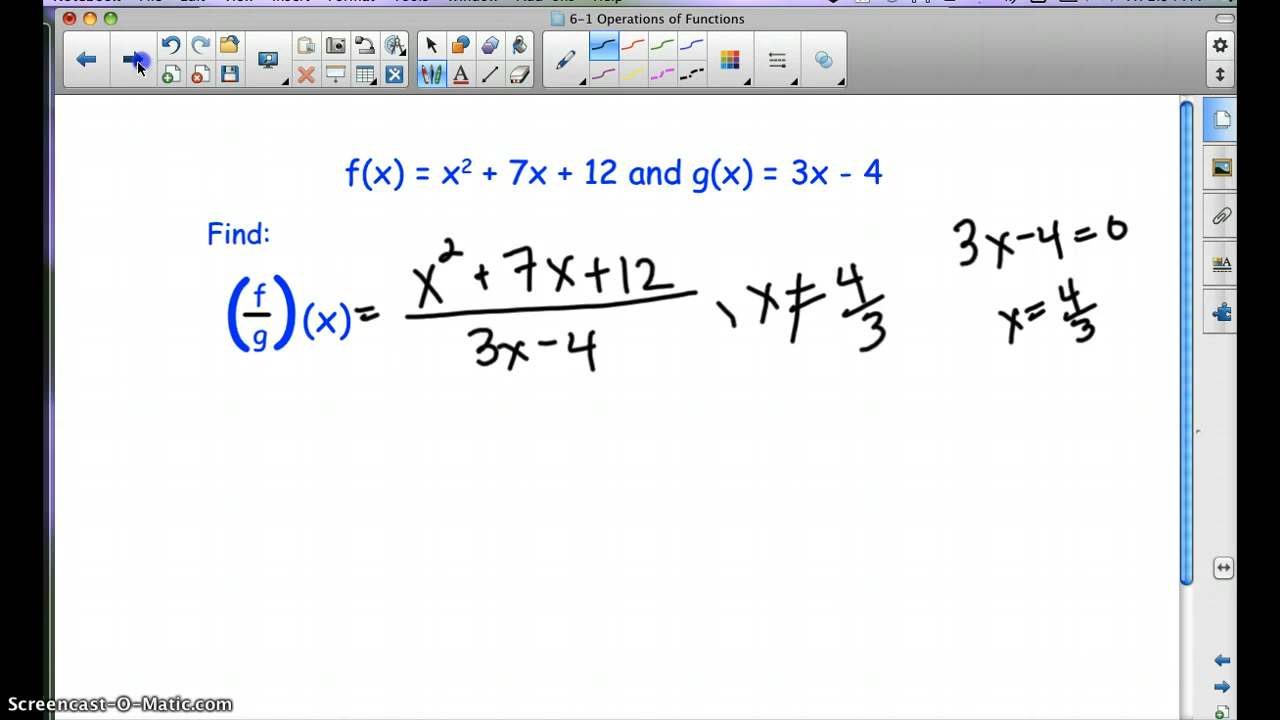 6-1 Operations of Functions
f(x) = x² + 7x + 12 and g(x) = 3x - 4
Find:
(f/g)(x) = (x² + 7x + 12)/(3x - 4), x ≠ 4/3
3x - 4 = 0
x = 4/3
Screencast-O-Matic.com